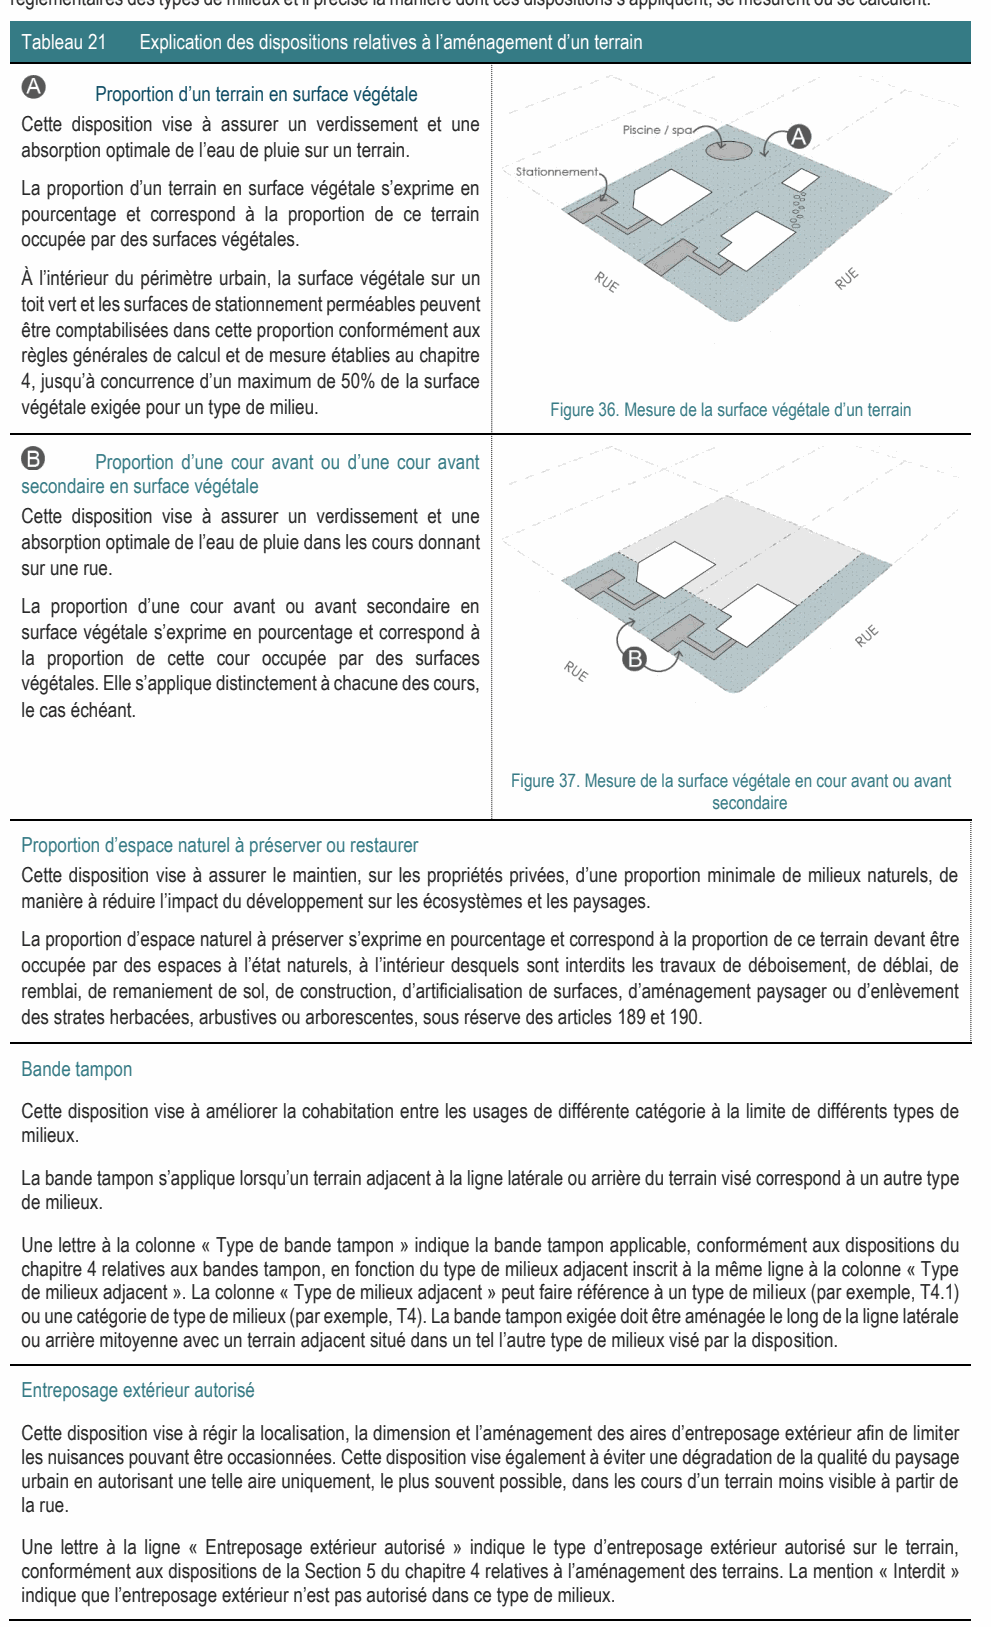 réglementaires des types de milieux et il précise la manière dont ces dispositions s'appliquent, se mesurent ou se calculent.
Tableau 21 Explication des dispositions relatives à l'aménagement d'un terrain
A Proportion d'un terrain en surface végétale
Cette disposition vise à assurer un verdissement et une
absorption optimale de l'eau de pluie sur un terrain.
La proportion d'un terrain en surface végétale s'exprime en
pourcentage et correspond à la proportion de ce terrain
occupée par des surfaces végétales.
À l'intérieur du périmètre urbain, la surface végétale sur un
toit vert et les surfaces de stationnement perméables peuvent
être comptabilisées dans cette proportion conformément aux
règles générales de calcul et de mesure établies au chapitre
4, jusqu'à concurrence d'un maximum de 50% de la surface
végétale exigée pour un type de milieu.
Piscine / spa
A
Stationnement
RUE
RUE
Figure 36. Mesure de la surface végétale d'un terrain
B Proportion d'une cour avant ou d'une cour avant
secondaire en surface végétale
Cette disposition vise à assurer un verdissement et une
absorption optimale de l'eau de pluie dans les cours donnant
sur une rue.
La proportion d'une cour avant ou avant secondaire en
surface végétale s'exprime en pourcentage et correspond à
la proportion de cette cour occupée par des surfaces
végétales. Elle s'applique distinctement à chacune des cours,
le cas échéant.
B
RUE
RUE
Figure 37. Mesure de la surface végétale en cour avant ou avant
secondaire
Proportion d'espace naturel à préserver ou restaurer
Cette disposition vise à assurer le maintien, sur les propriétés privées, d'une proportion minimale de milieux naturels, de
manière à réduire l'impact du développement sur les écosystèmes et les paysages.
La proportion d'espace naturel à préserver s'exprime en pourcentage et correspond à la proportion de ce terrain devant être
occupée par des espaces à l'état naturels, à l'intérieur desquels sont interdits les travaux de déboisement, de déblai, de
remblai, de remaniement de sol, de construction, d'artificialisation de surfaces, d'aménagement paysager ou d'enlèvement
des strates herbacées, arbustives ou arborescentes, sous réserve des articles 189 et 190.
Bande tampon
Cette disposition vise à améliorer la cohabitation entre les usages de différente catégorie à la limite de différents types de
milieux.
La bande tampon s'applique lorsqu'un terrain adjacent à la ligne latérale ou arrière du terrain visé correspond à un autre type
de milieux.
Une lettre à la colonne « Type de bande tampon » indique la bande tampon applicable, conformément aux dispositions du
chapitre 4 relatives aux bandes tampon, en fonction du type de milieux adjacent inscrit à la même ligne à la colonne « Type
de milieux adjacent ». La colonne « Type de milieux adjacent » peut faire référence à un type de milieux (par exemple, T4.1)
ou une catégorie de type de milieux (par exemple, T4). La bande tampon exigée doit être aménagée le long de la ligne latérale
ou arrière mitoyenne avec un terrain adjacent situé dans un tel l'autre type de milieux visé par la disposition.
Entreposage extérieur autorisé
Cette disposition vise à régir la localisation, la dimension et l'aménagement des aires d'entreposage extérieur afin de limiter
les nuisances pouvant être occasionnées. Cette disposition vise également à éviter une dégradation de la qualité du paysage
urbain en autorisant une telle aire uniquement, le plus souvent possible, dans les cours d'un terrain moins visible à partir de
la rue.
Une lettre à la ligne « Entreposage extérieur autorisé » indique le type d'entreposage extérieur autorisé sur le terrain,
conformément aux dispositions de la Section 5 du chapitre 4 relatives à l'aménagement des terrains. La mention « Interdit »
indique que l'entreposage extérieur n'est pas autorisé dans ce type de milieux.